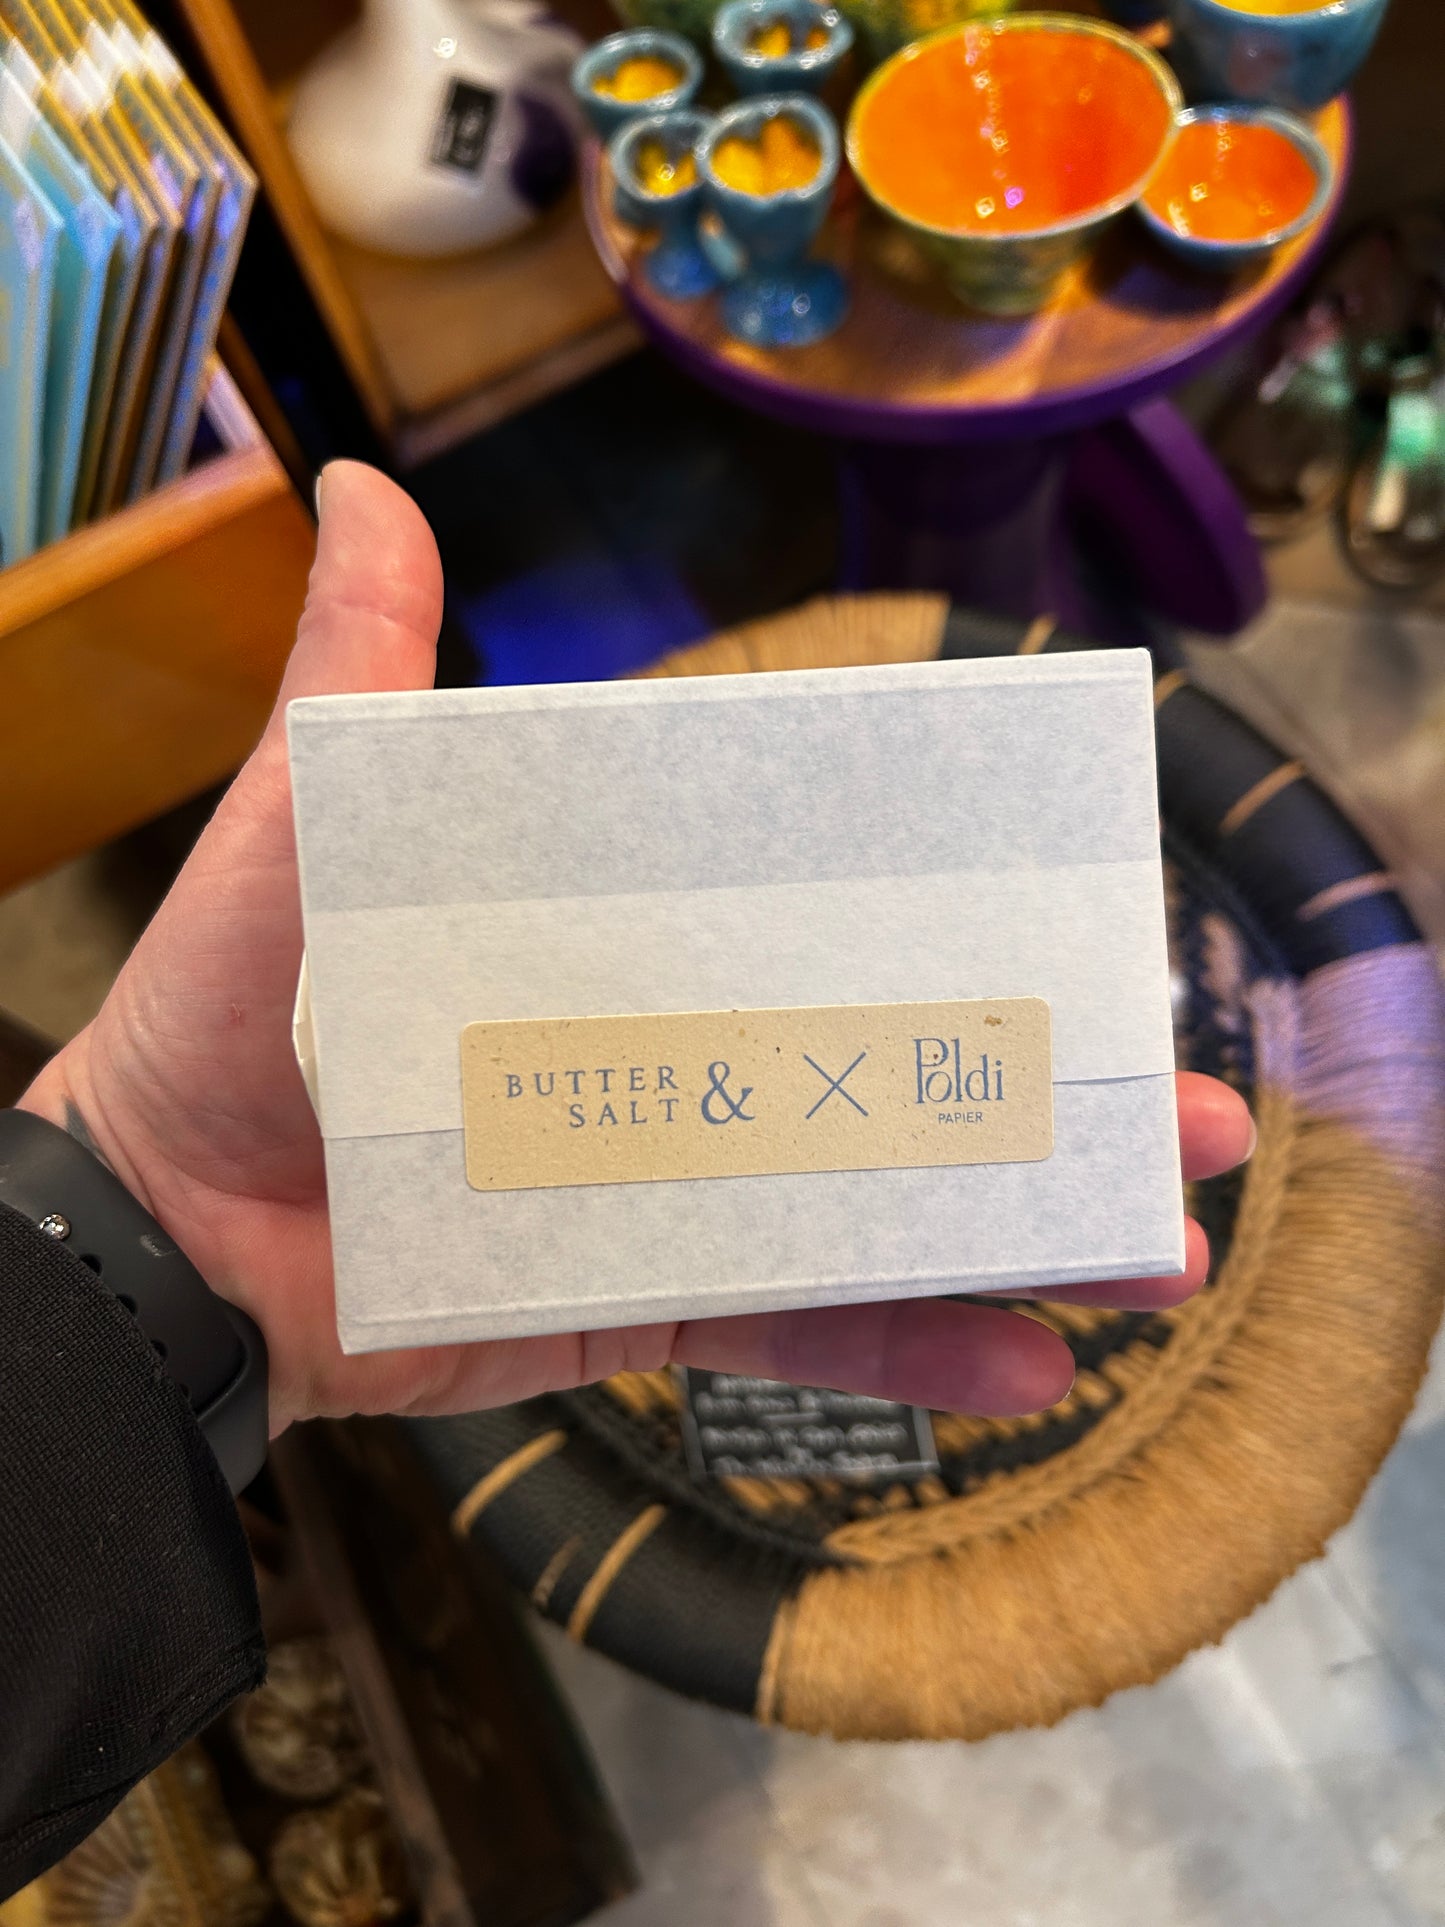 BUTTER
SALT &
X
Poldi
PAPIER